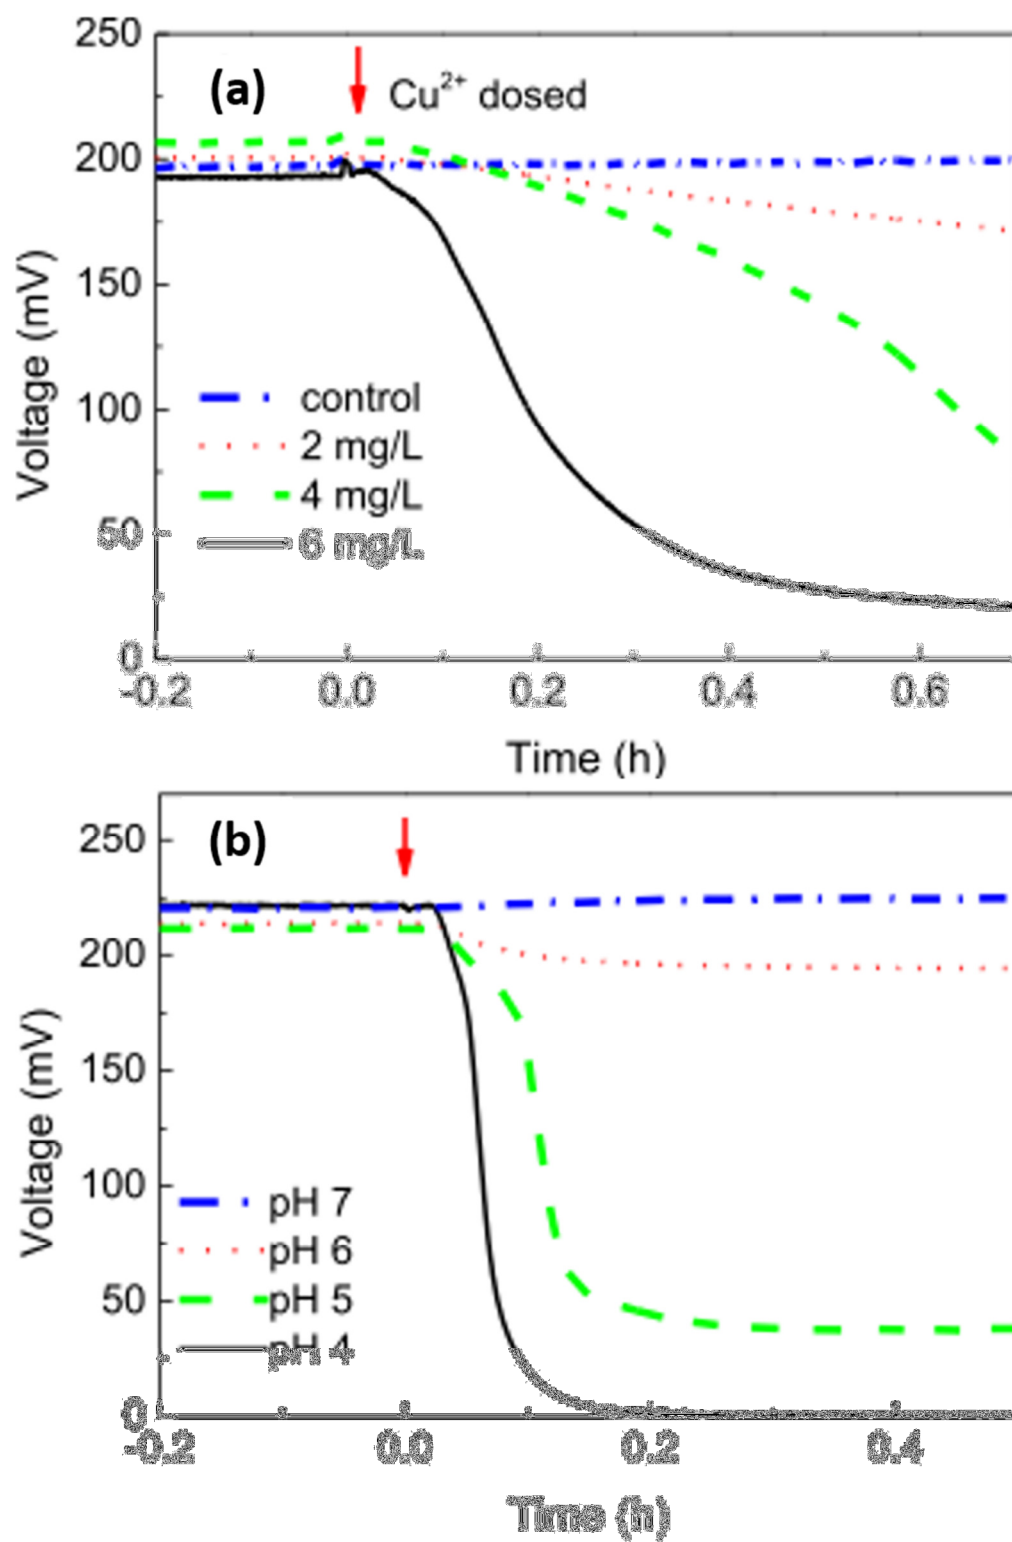 250
(a)
Cu²⁺ dosed
200
150
Voltage (mV)
100
control
2 mg/L
4 mg/L
50
6 mg/L
0
-0.2 0.0 0.2 0.4 0.6
Time (h)
250
(b)
200
150
Voltage (mV)
100
pH 7
pH 6
50
pH 5
pH 4
0
-0.2 0.0 0.2 0.4
Time (h)